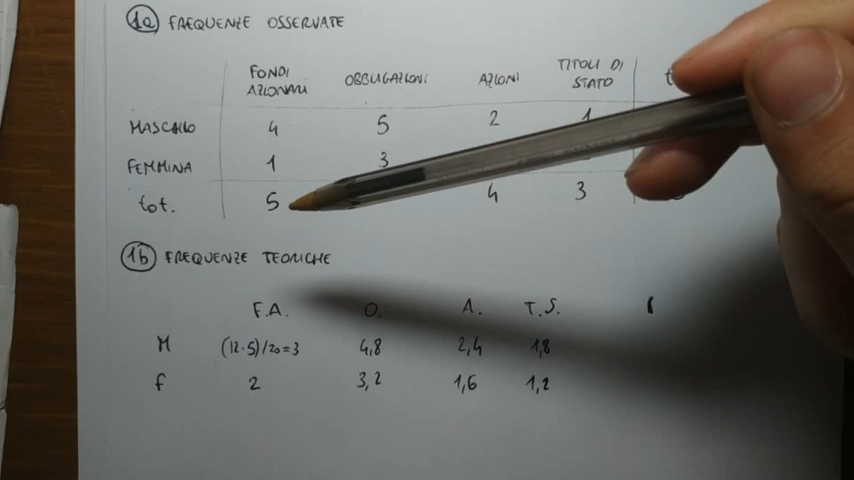 1a FREQUENZE OSSERVATE
FONDI AZIONARI OBBLIGAZIONI AZIONI TITOLI DI STATO t
MASCHIO 4 5 2 1
FEMMINA 1 3
tot. 5 4 3
1b FREQUENZE TEORICHE
F.A. O. A. T.S.
M (12·5)/20=3 4,8 2,4 1,8
F 2 3,2 1,6 1,2